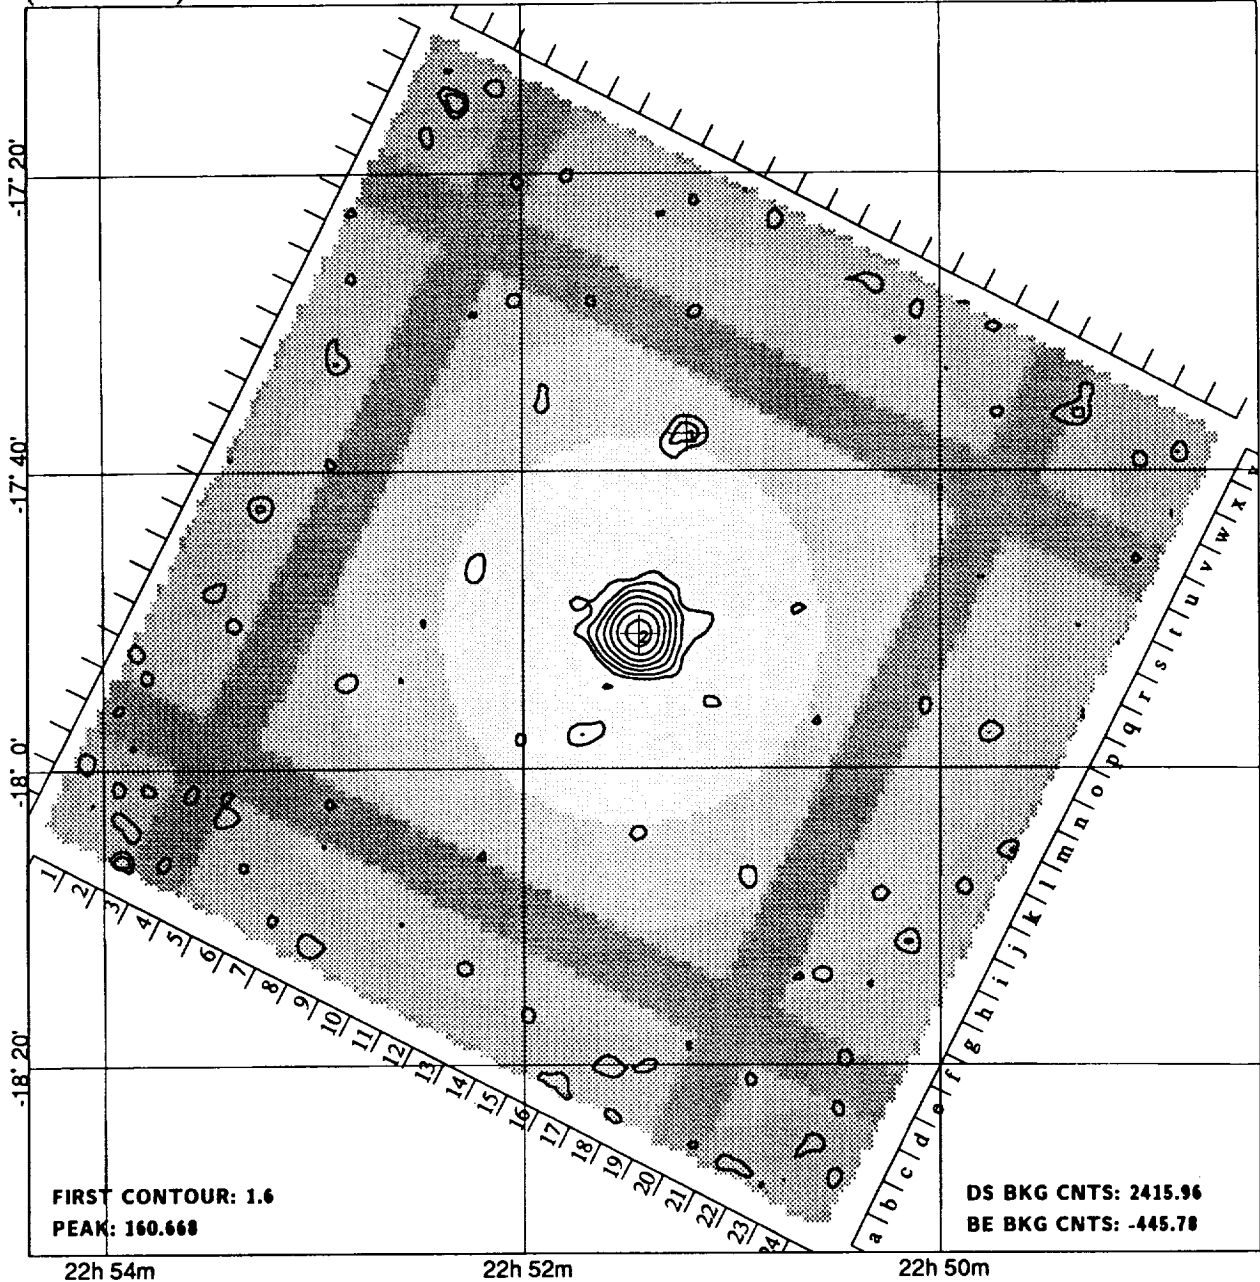 -17° 20'
-17° 40'
-18° 0'
-18° 20'
1 2 3 4 5 6 7 8 9 10 11 12 13 14 15 16 17 18 19 20 21 22 23 24
a b c d e f g h i j k l m n o p q r s t u v w x
2
FIRST CONTOUR: 1.6
PEAK: 160.668
DS BKG CNTS: 2415.96
BE BKG CNTS: -445.78
22h 54m
22h 52m
22h 50m